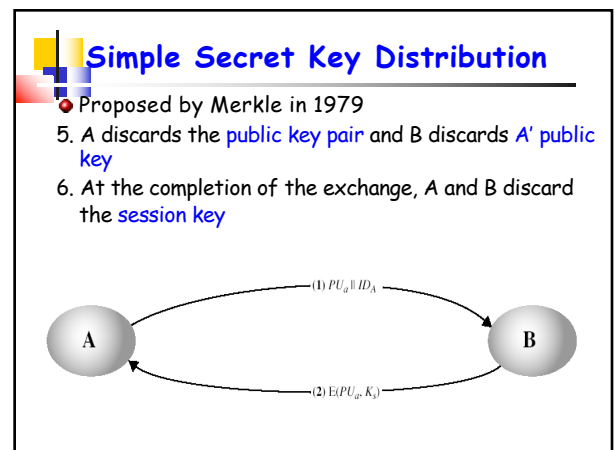 Simple Secret Key Distribution
Proposed by Merkle in 1979
5. A discards the public key pair and B discards A' public
key
6. At the completion of the exchange, A and B discard
the session key
(1) PUa || IDA
A
B
(2) E(PUa, Ks)